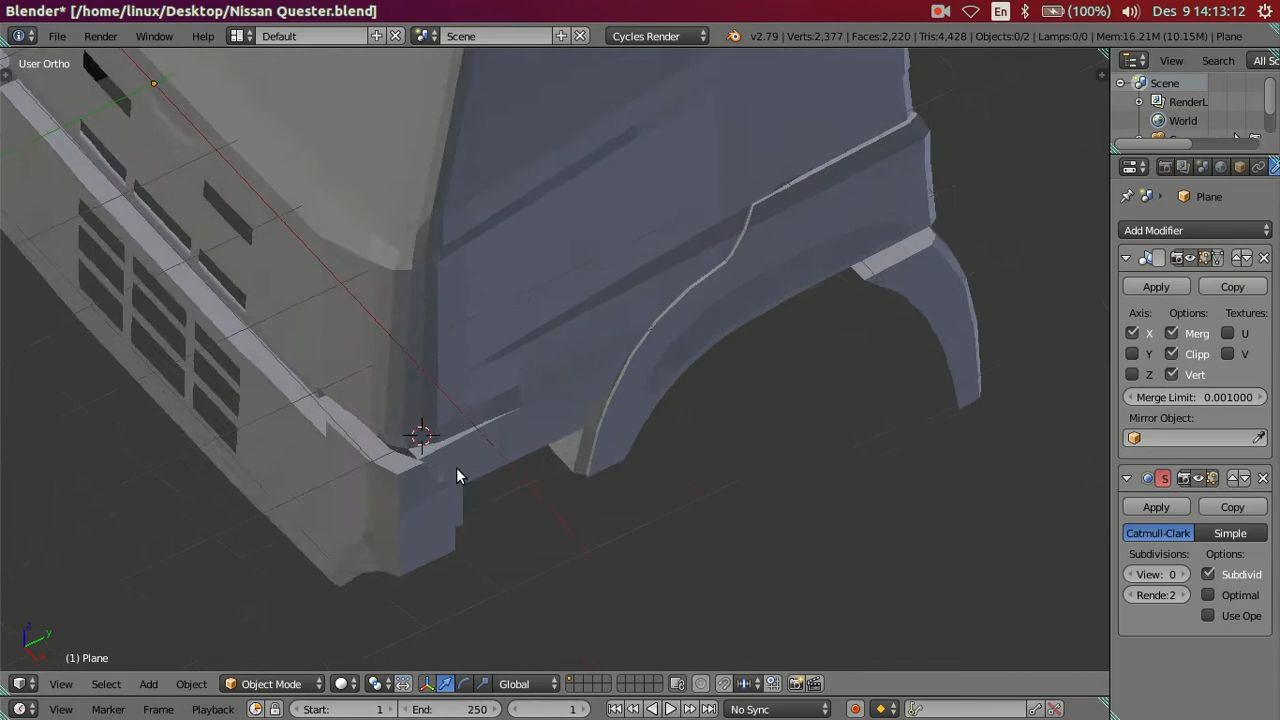 Blender* [/home/linux/Desktop/Nissan Quester.blend]
En (100%) Des 9 14:13:12
File Render Window Help Default Scene Cycles Render v2.79 | Verts:2,377 | Faces:2,220 | Tris:4,428 | Objects:0/2 | Lamps:0/0 | Mem:16.21M (10.15M) | Plane
User Ortho
View Search All Sc
Scene
RenderL
World
Plane
Add Modifier
Apply Copy
Axis: Options: Textures:
X Merg U
Y Clipp V
Z Vert
Merge Limit: 0.001000
Mirror Object:
S
Apply Copy
Catmull-Clark Simple
Subdivisions: Options:
View: 0 Subdivid
Rende:2 Optimal
Use Ope
z y x
(1) Plane
View Select Add Object Object Mode Global
View Marker Frame Playback Start: 1 End: 250 1 No Sync